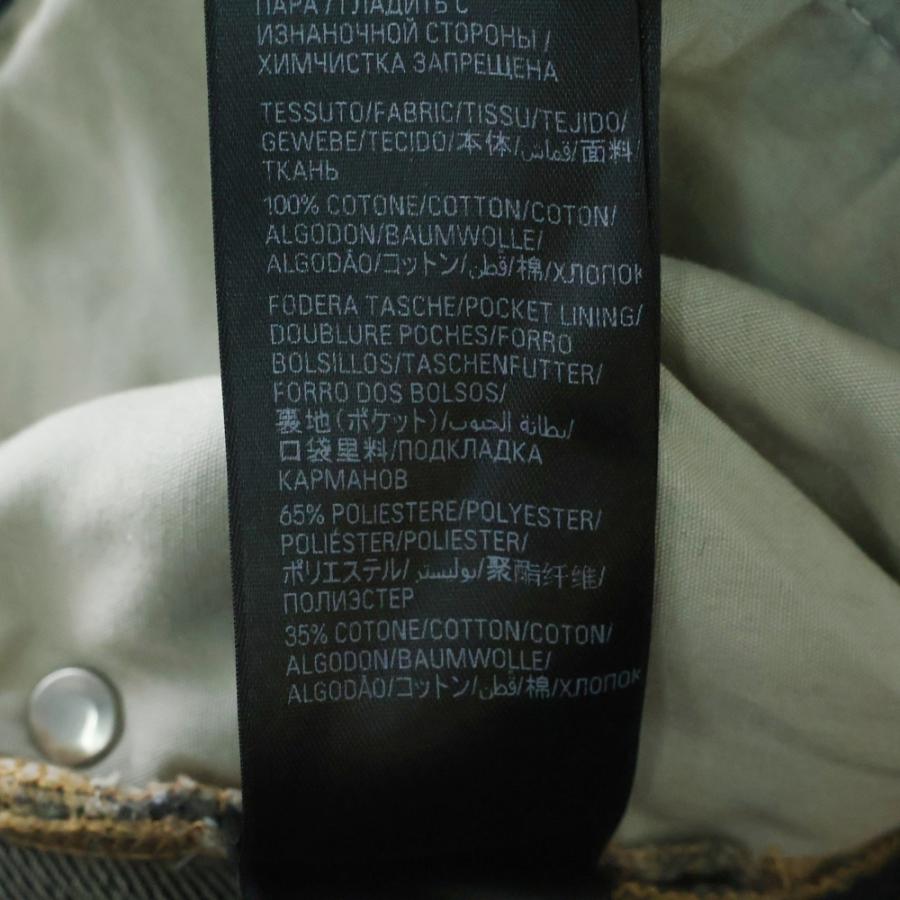 ПАРА / ГЛАДИТЬ С
ИЗНАНОЧНОЙ СТОРОНЫ /
ХИМЧИСТКА ЗАПРЕЩЕНА
TESSUTO/FABRIC/TISSU/TEJIDO/
GEWEBE/TECIDO/本体/قماش/面料/
ТКАНЬ
100% COTONE/COTTON/COTON/
ALGODON/BAUMWOLLE/
ALGODÃO/コットン/قطن/棉/ХЛОПОК
FODERA TASCHE/POCKET LINING/
DOUBLURE POCHES/FORRO
BOLSILLOS/TASCHENFUTTER/
FORRO DOS BOLSOS/
裏地(ポケット)/بطانة الجيوب/
口袋里料/ПОДКЛАДКА
КАРМАНОВ
65% POLIESTERE/POLYESTER/
POLIÉSTER/POLIESTER/
ポリエステル/بوليستر/聚酯纤维/
ПОЛИЭСТЕР
35% COTONE/COTTON/COTON/
ALGODON/BAUMWOLLE/
ALGODÃO/コットン/قطن/棉/ХЛОПОК